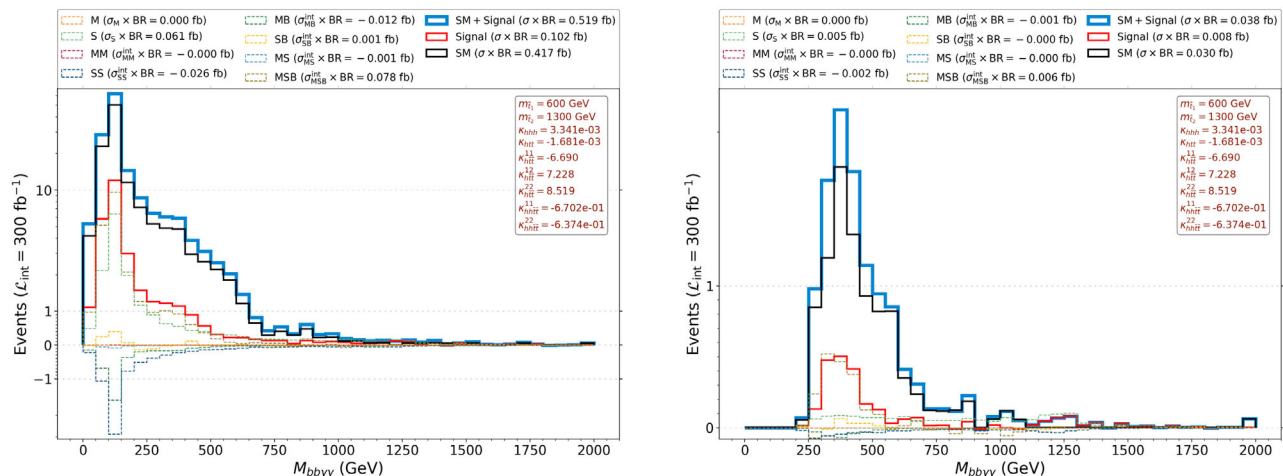 M (σ_M × BR = 0.000 fb)
S (σ_S × BR = 0.061 fb)
MM (σ^int_MM × BR = −0.000 fb)
SS (σ^int_SS × BR = −0.026 fb)
MB (σ^int_MB × BR = −0.012 fb)
SB (σ^int_SB × BR = 0.001 fb)
MS (σ^int_MS × BR = −0.001 fb)
MSB (σ^int_MSB × BR = 0.078 fb)
SM + Signal (σ × BR = 0.519 fb)
Signal (σ × BR = 0.102 fb)
SM (σ × BR = 0.417 fb)
m_t̃₁ = 600 GeV
m_t̃₂ = 1300 GeV
κ_hhh = 3.341e-03
κ_htt = -1.681e-03
κ^11_ht̃t̃ = -6.690
κ^12_ht̃t̃ = 7.228
κ^22_ht̃t̃ = 8.519
κ^11_hht̃t̃ = -6.702e-01
κ^22_hht̃t̃ = -6.374e-01
Events (ℒ_int = 300 fb⁻¹)
10
1
0
−1
0 250 500 750 1000 1250 1500 1750 2000
M_bbγγ (GeV)
M (σ_M × BR = 0.000 fb)
S (σ_S × BR = 0.005 fb)
MM (σ^int_MM × BR = −0.000 fb)
SS (σ^int_SS × BR = −0.002 fb)
MB (σ^int_MB × BR = −0.001 fb)
SB (σ^int_SB × BR = 0.000 fb)
MS (σ^int_MS × BR = −0.000 fb)
MSB (σ^int_MSB × BR = 0.006 fb)
SM + Signal (σ × BR = 0.038 fb)
Signal (σ × BR = 0.008 fb)
SM (σ × BR = 0.030 fb)
m_t̃₁ = 600 GeV
m_t̃₂ = 1300 GeV
κ_hhh = 3.341e-03
κ_htt = -1.681e-03
κ^11_ht̃t̃ = -6.690
κ^12_ht̃t̃ = 7.228
κ^22_ht̃t̃ = 8.519
κ^11_hht̃t̃ = -6.702e-01
κ^22_hht̃t̃ = -6.374e-01
Events (ℒ_int = 300 fb⁻¹)
1
0
0 250 500 750 1000 1250 1500 1750 2000
M_bbγγ (GeV)